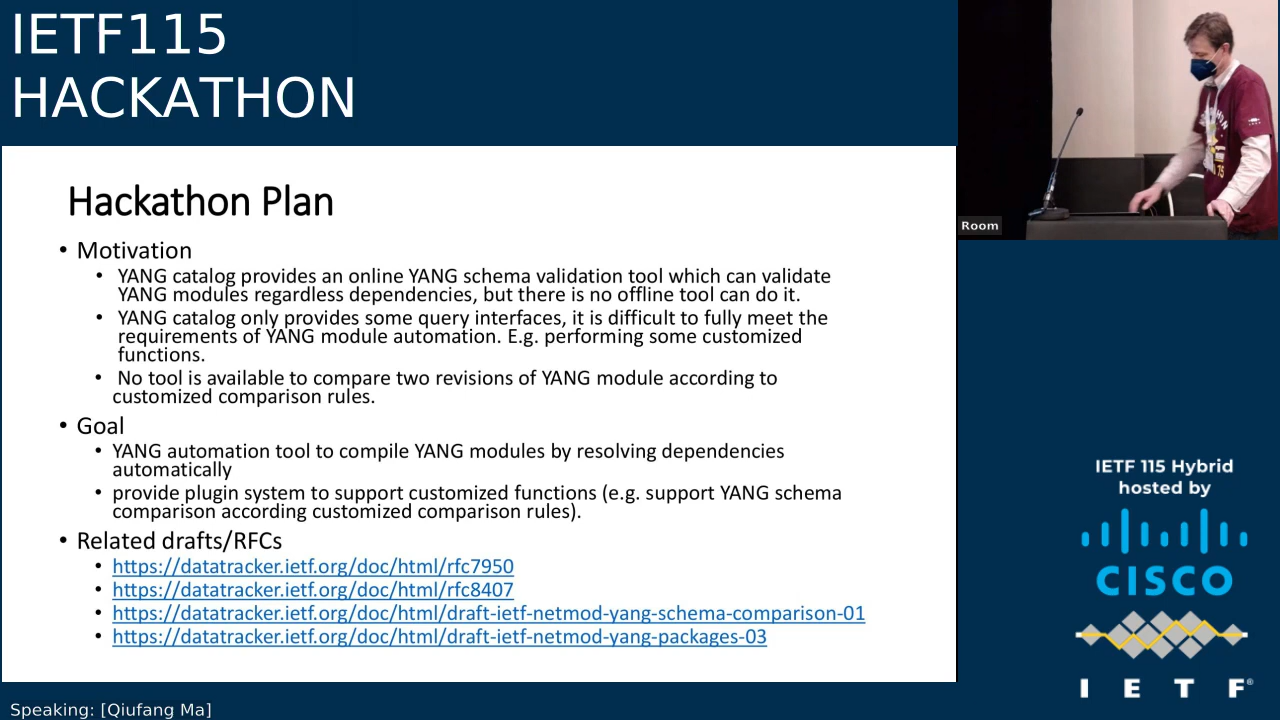 IETF115
HACKATHON
Hackathon Plan
• Motivation
• YANG catalog provides an online YANG schema validation tool which can validate
YANG modules regardless dependencies, but there is no offline tool can do it.
• YANG catalog only provides some query interfaces, it is difficult to fully meet the
requirements of YANG module automation. E.g. performing some customized
functions.
• No tool is available to compare two revisions of YANG module according to
customized comparison rules.
• Goal
• YANG automation tool to compile YANG modules by resolving dependencies
automatically
• provide plugin system to support customized functions (e.g. support YANG schema
comparison according customized comparison rules).
• Related drafts/RFCs
• https://datatracker.ietf.org/doc/html/rfc7950
• https://datatracker.ietf.org/doc/html/rfc8407
• https://datatracker.ietf.org/doc/html/draft-ietf-netmod-yang-schema-comparison-01
• https://datatracker.ietf.org/doc/html/draft-ietf-netmod-yang-packages-03
Speaking: [Qiufang Ma]
Room
IETF 115 Hybrid
hosted by
CISCO
I E T F®